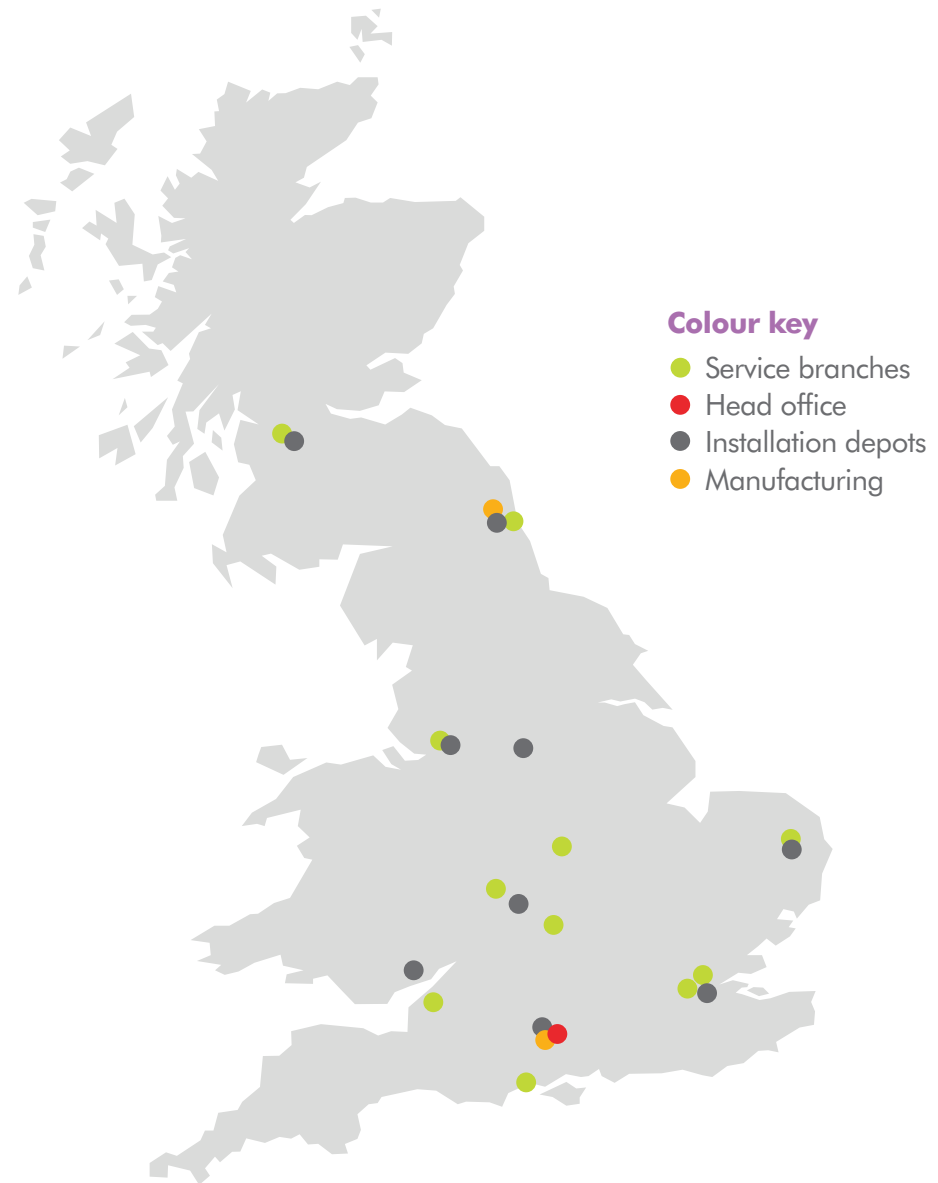 Colour key
Service branches
Head office
Installation depots
Manufacturing